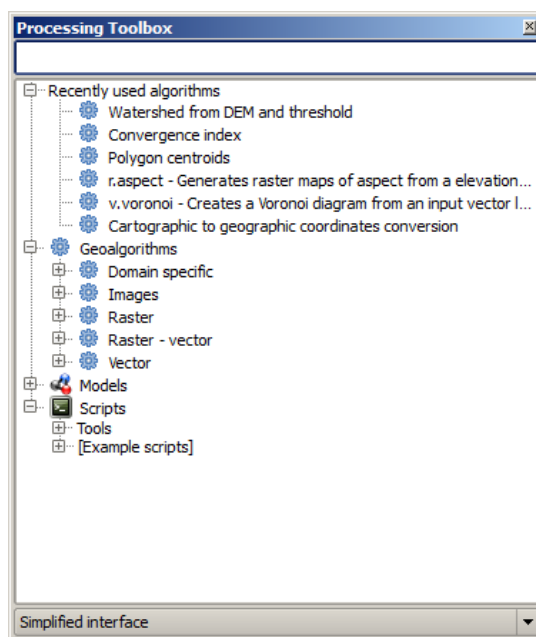 Processing Toolbox
Recently used algorithms
Watershed from DEM and threshold
Convergence index
Polygon centroids
r.aspect - Generates raster maps of aspect from a elevation...
v.voronoi - Creates a Voronoi diagram from an input vector l...
Cartographic to geographic coordinates conversion
Geoalgorithms
Domain specific
Images
Raster
Raster - vector
Vector
Models
Scripts
Tools
[Example scripts]
Simplified interface